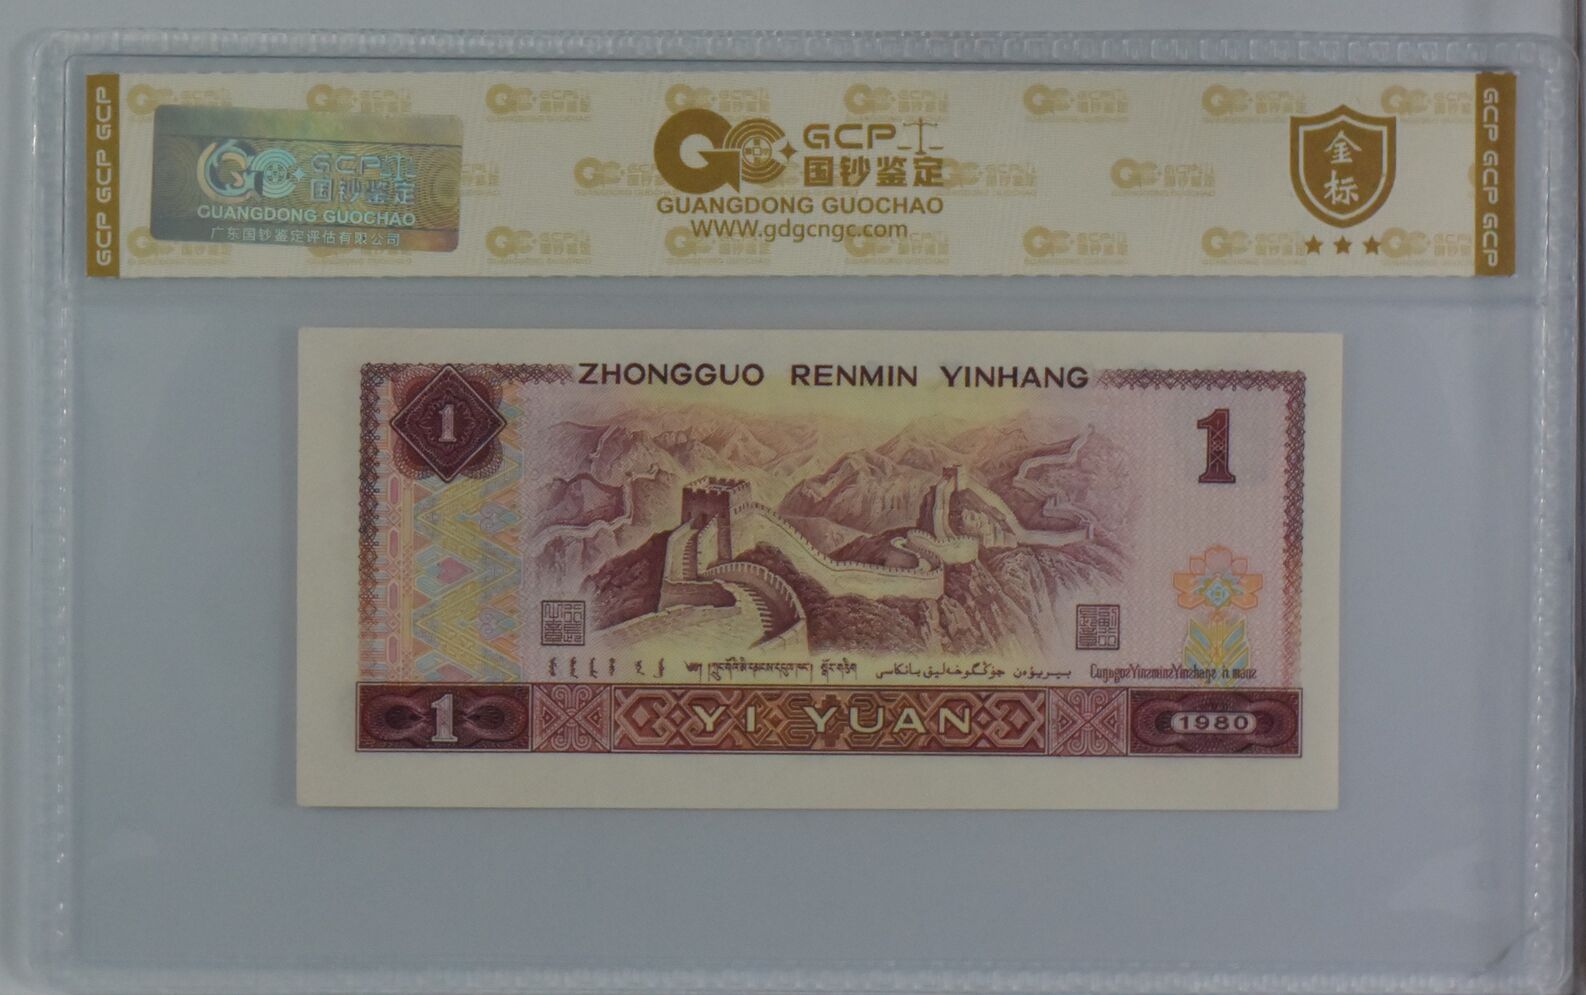 GCP GCP GCP
GCP
国钞鉴定
GUANGDONG GUOCHAO
广东国钞鉴定评估有限公司
GCP
国钞鉴定
GUANGDONG GUOCHAO
WWW.gdgcngc.com
金标
GCP GCP GCP
ZHONGGUO RENMIN YINHANG
1
1
1
YI YUAN
1980